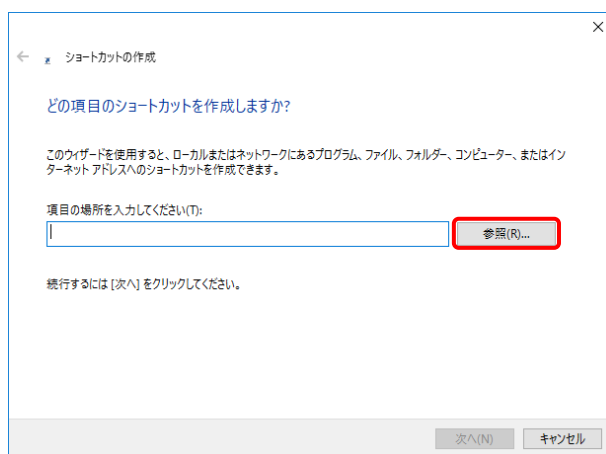 ショートカットの作成
どの項目のショートカットを作成しますか?
このウィザードを使用すると、ローカルまたはネットワークにあるプログラム、ファイル、フォルダー、コンピューター、またはイン
ターネット アドレスへのショートカットを作成できます。
項目の場所を入力してください(T):
参照(R)...
続行するには [次へ] をクリックしてください。
次へ(N)
キャンセル